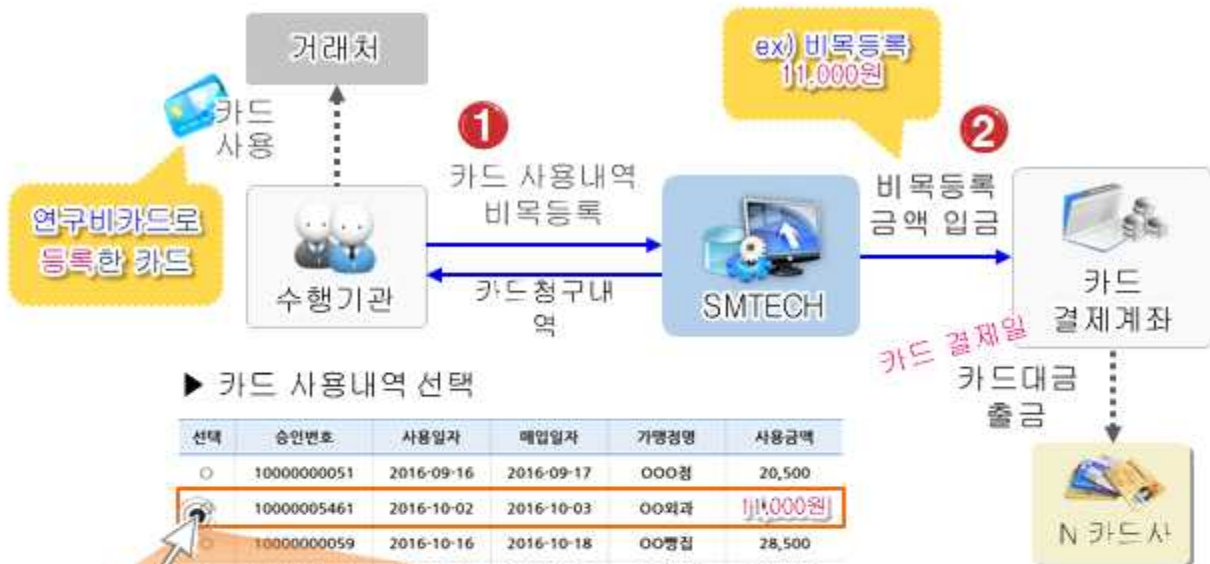 거래처
ex) 비목등록
11,000원
카드
사용
1
2
카드 사용내역
비목등록
비목등록
금액 입금
연구비카드로
등록한 카드
수행기관
카드청구내
역
SMTECH
카드
결제계좌
카드 결제일
▶ 카드 사용내역 선택
카드대금
출금
선택 승인번호 사용일자 매입일자 가맹점명 사용금액
10000000051 2016-09-16 2016-09-17 OOO점 20,500
10000005461 2016-10-02 2016-10-03 OO외과 11,000원
10000000059 2016-10-16 2016-10-18 OO빵집 28,500
N 카드사